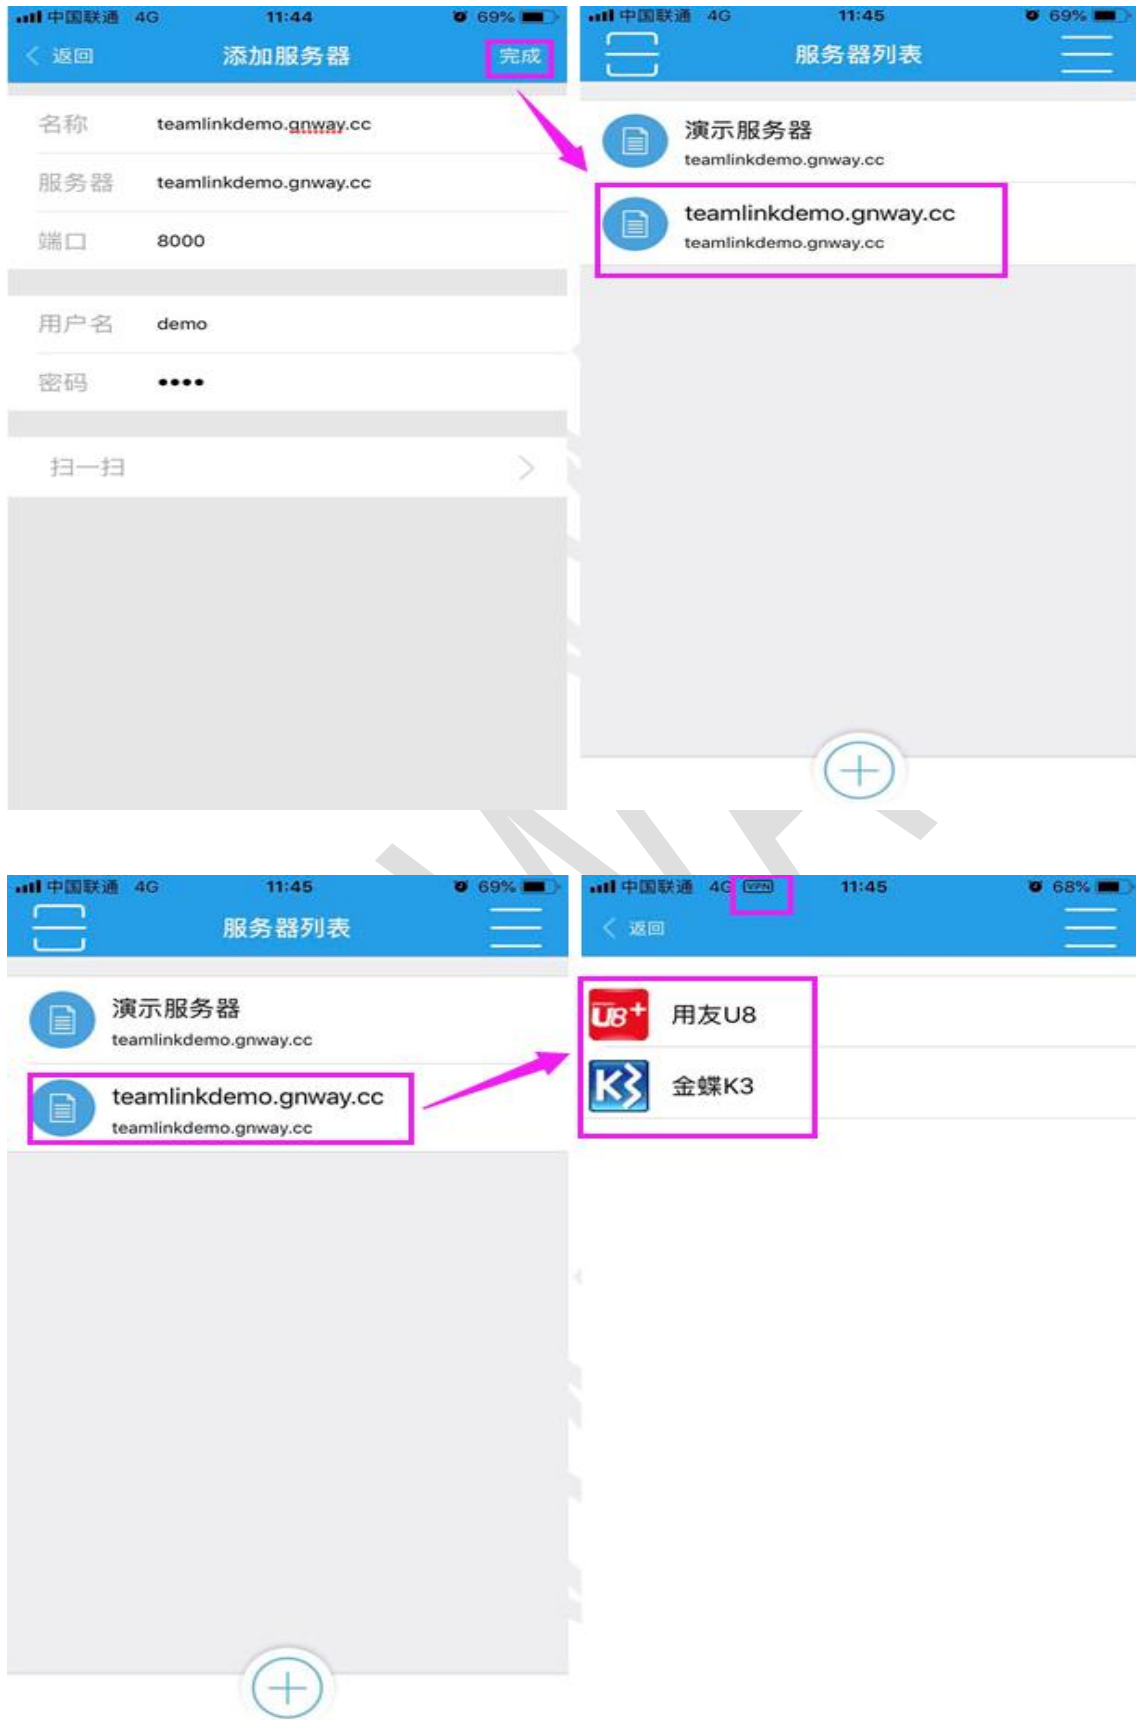 中国联通 4G 11:44 69%
返回 添加服务器 完成
名称 teamlinkdemo.gnway.cc
服务器 teamlinkdemo.gnway.cc
端口 8000
用户名 demo
密码 ••••
扫一扫
中国联通 4G 11:45 69%
服务器列表
演示服务器
teamlinkdemo.gnway.cc
teamlinkdemo.gnway.cc
teamlinkdemo.gnway.cc
中国联通 4G 11:45 69%
服务器列表
演示服务器
teamlinkdemo.gnway.cc
teamlinkdemo.gnway.cc
teamlinkdemo.gnway.cc
中国联通 4G VPN 11:45 68%
返回
U8+ 用友U8
K3 金蝶K3